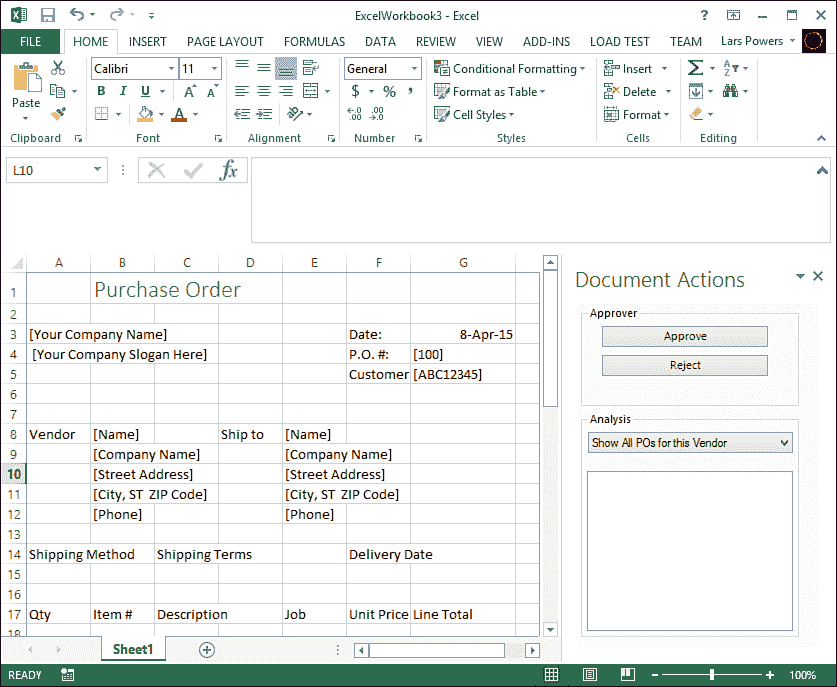 ExcelWorkbook3 - Excel
?
FILE HOME INSERT PAGE LAYOUT FORMULAS DATA REVIEW VIEW ADD-INS LOAD TEST TEAM Lars Powers
Calibri 11 General Conditional Formatting Insert Σ
Paste B I U A A $ % , Format as Table Delete
A Cell Styles Format
Clipboard Font Alignment Number Styles Cells Editing
L10 fx
A B C D E F G
Document Actions
1 Purchase Order
2
3 [Your Company Name] Date: 8-Apr-15
4 [Your Company Slogan Here] P.O. #: [100]
5 Customer [ABC12345]
6
7
8 Vendor [Name] Ship to [Name]
9 [Company Name] [Company Name]
10 [Street Address] [Street Address]
11 [City, ST ZIP Code] [City, ST ZIP Code]
12 [Phone] [Phone]
13
14 Shipping Method Shipping Terms Delivery Date
15
16
17 Qty Item # Description Job Unit Price Line Total
18
Approver
Approve
Reject
Analysis
Show All POs for this Vendor
Sheet1
READY 100%